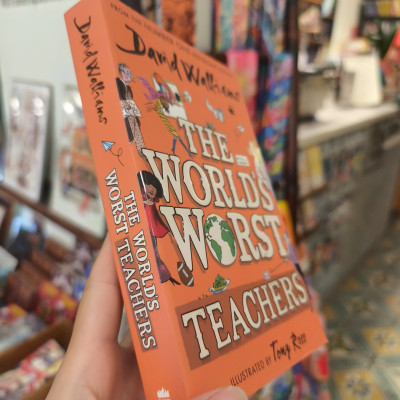 David Walliams
THE WORLD'S
WORST TEACHERS
David Walliams
THE
WORLD'S
WORST
TEACHERS
ILLUSTRATED BY Tony Ross